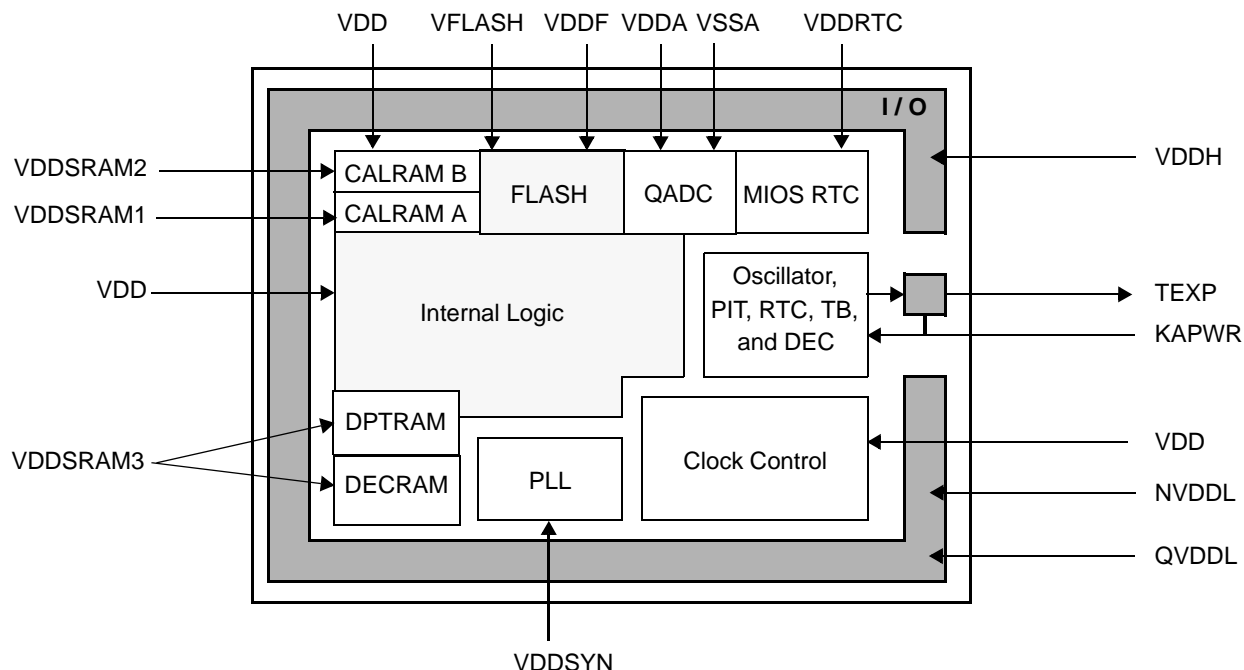 VDD VFLASH VDDF VDDA VSSA VDDRTC
I / O
VDDSRAM2
CALRAM B
FLASH
QADC
MIOS RTC
VDDH
VDDSRAM1
CALRAM A
VDD
Internal Logic
Oscillator,
PIT, RTC, TB,
and DEC
TEXP
KAPWR
VDDSRAM3
DPTRAM
DECRAM
PLL
Clock Control
VDD
NVDDL
QVDDL
VDDSYN